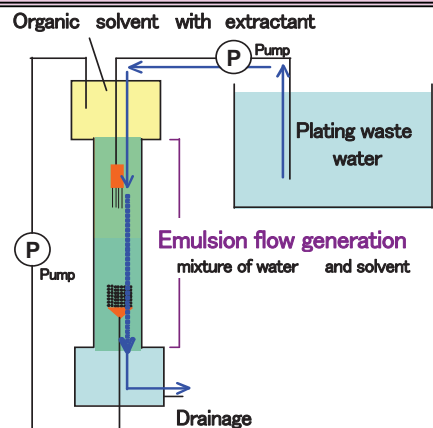 Organic solvent with extractant
P
Pump
Plating waste
water
Emulsion flow generation
mixture of water and solvent
P
Pump
Drainage